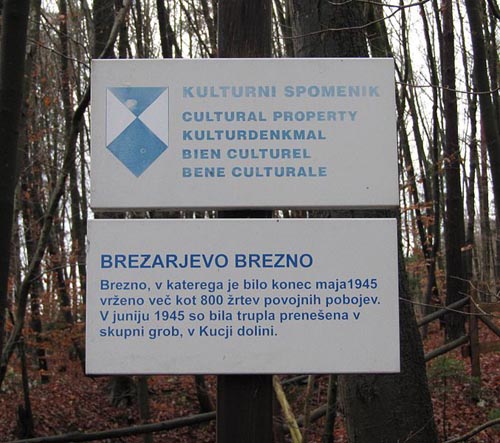 KULTURNI SPOMENIK
CULTURAL PROPERTY
KULTURDENKMAL
BIEN CULTUREL
BENE CULTURALE
BREZARJEVO BREZNO
Brezno, v katerega je bilo konec maja1945
vrženo več kot 800 žrtev povojnih pobojev.
V juniju 1945 so bila trupla prenešena v
skupni grob, v Kucji dolini.